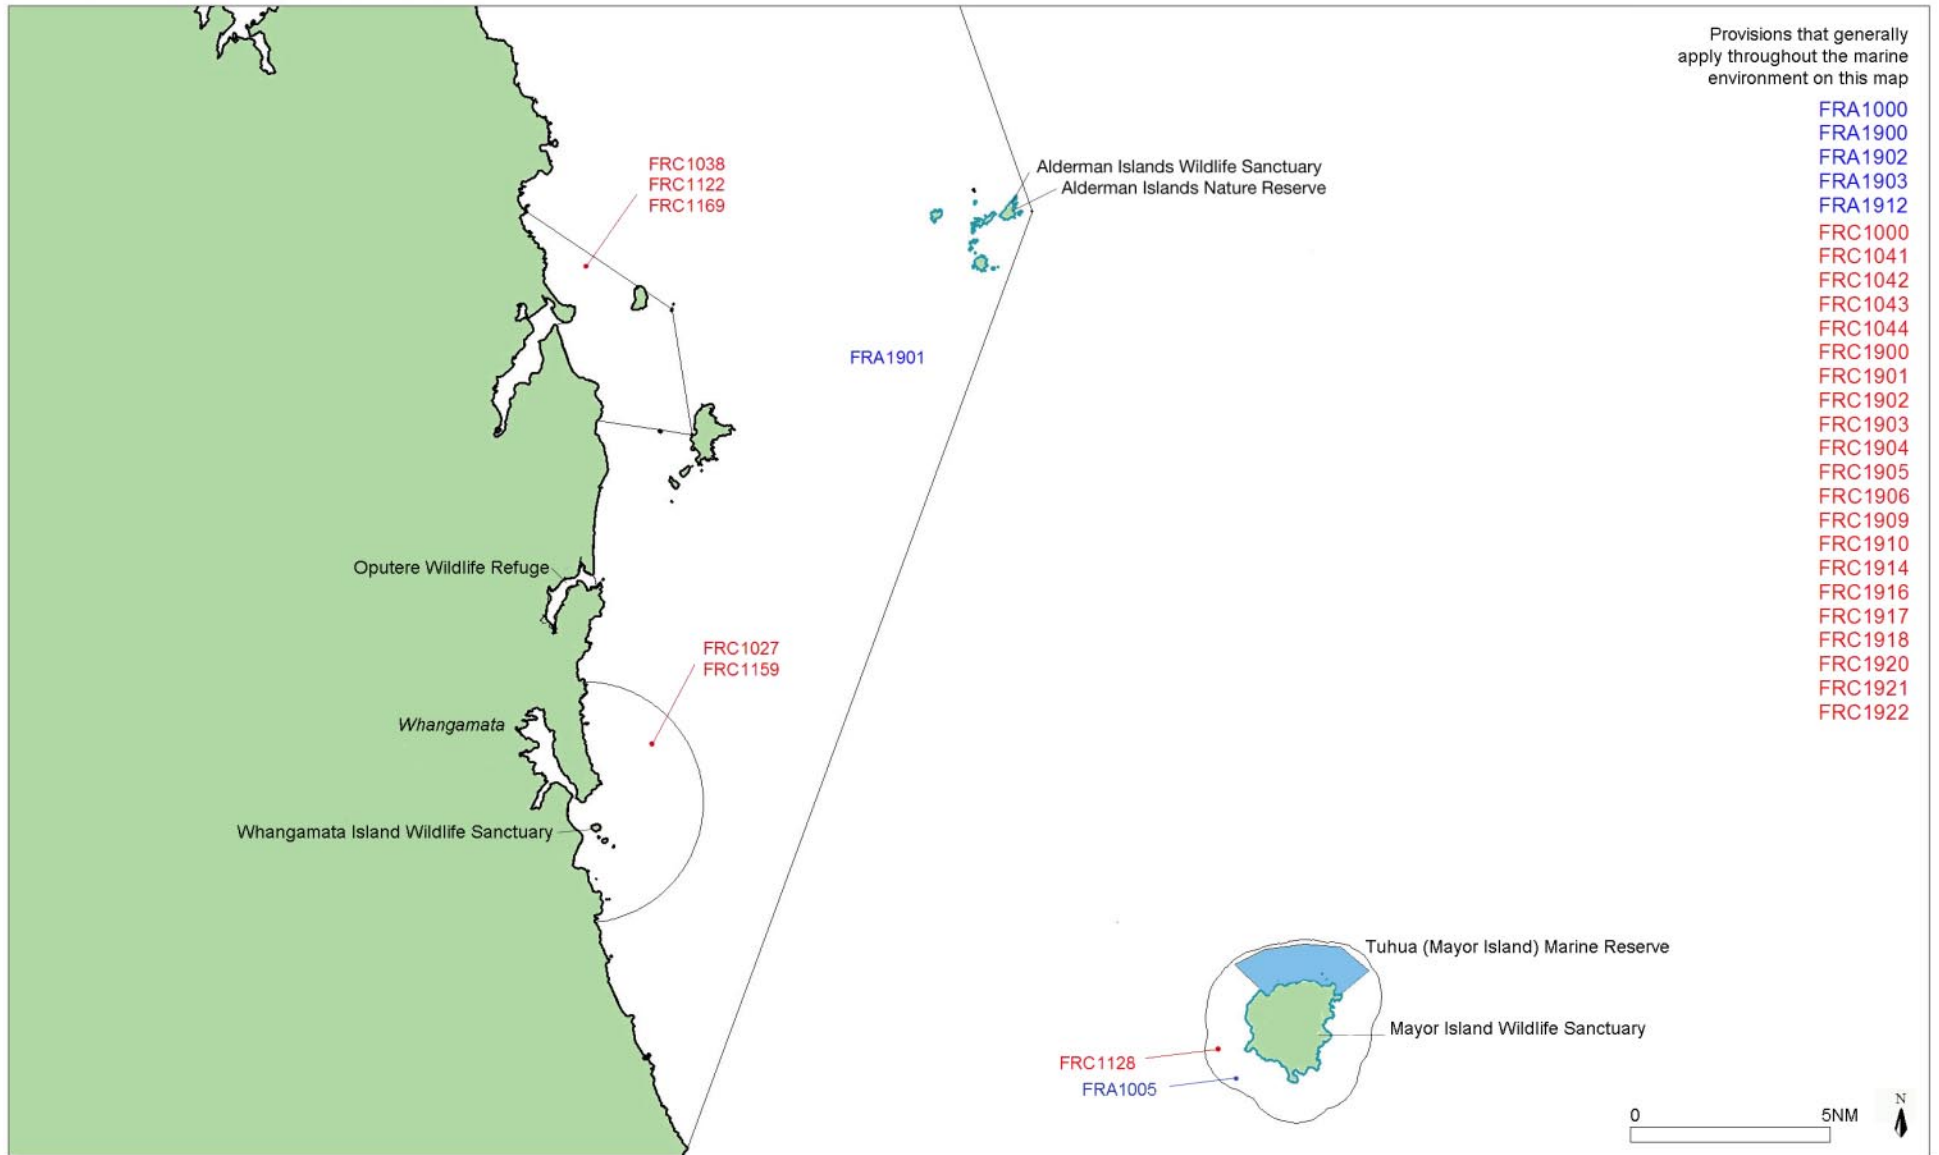 Provisions that generally
apply throughout the marine
environment on this map
FRA1000
FRA1900
FRA1902
FRA1903
FRA1912
FRC1000
FRC1041
FRC1042
FRC1043
FRC1044
FRC1900
FRC1901
FRC1902
FRC1903
FRC1904
FRC1905
FRC1906
FRC1909
FRC1910
FRC1914
FRC1916
FRC1917
FRC1918
FRC1920
FRC1921
FRC1922
FRC1038
FRC1122
FRC1169
Alderman Islands Wildlife Sanctuary
Alderman Islands Nature Reserve
FRA1901
Oputere Wildlife Refuge
FRC1027
FRC1159
Whangamata
Whangamata Island Wildlife Sanctuary
Tuhua (Mayor Island) Marine Reserve
Mayor Island Wildlife Sanctuary
FRC1128
FRA1005
0 5NM
N